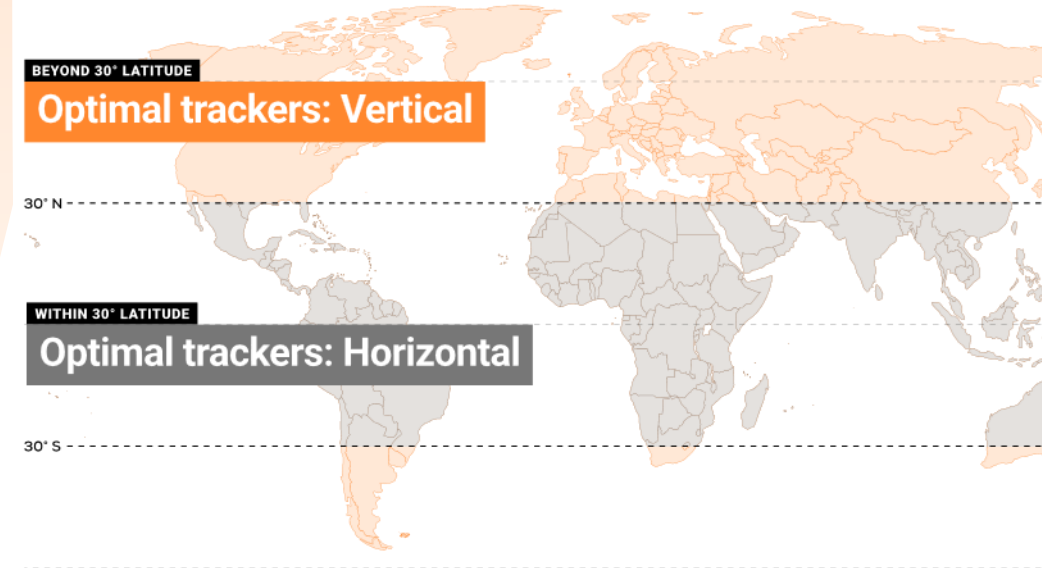 BEYOND 30° LATITUDE
Optimal trackers: Vertical
30° N
WITHIN 30° LATITUDE
Optimal trackers: Horizontal
30° S